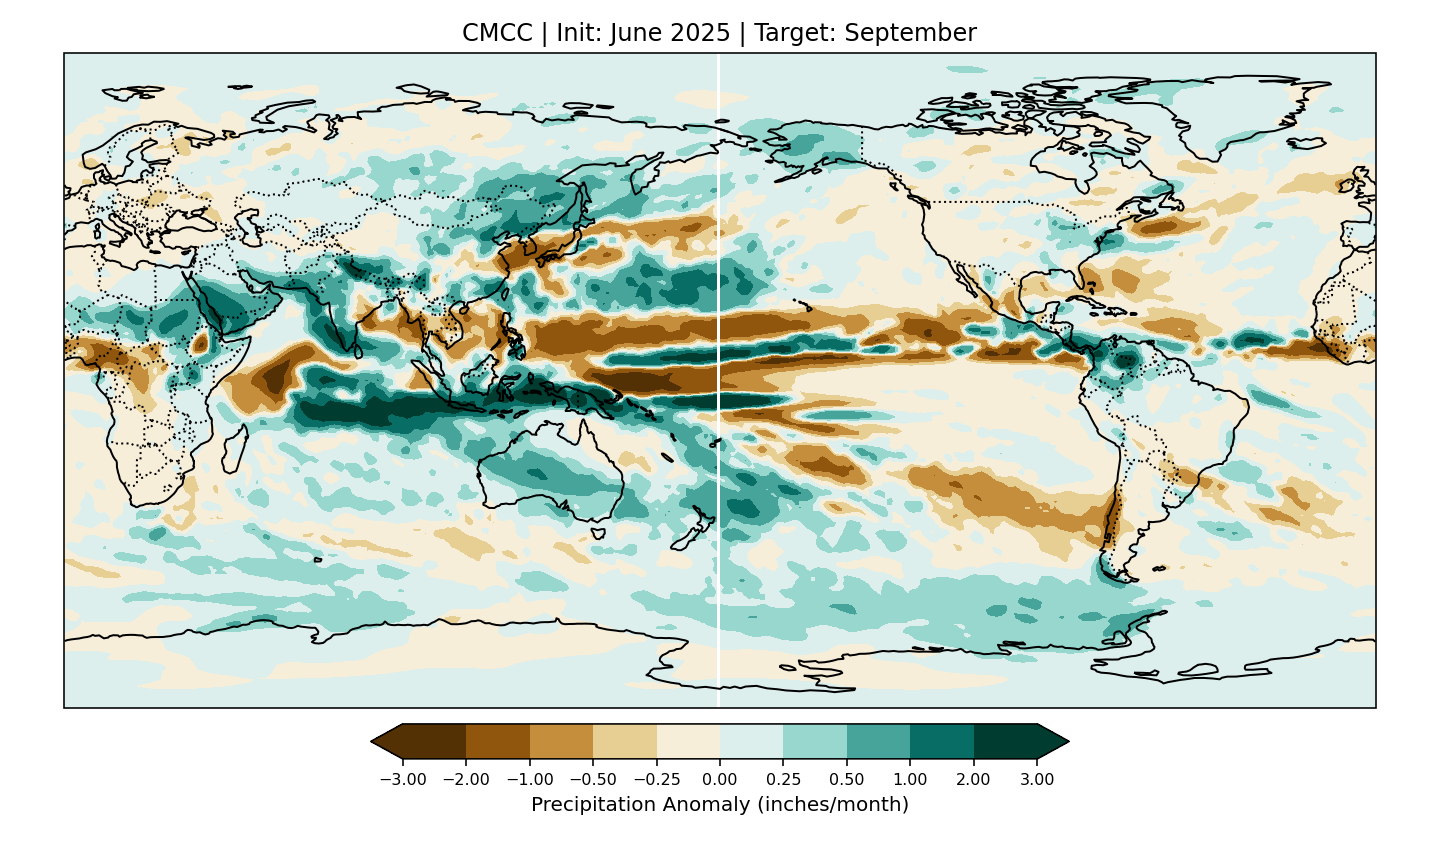 CMCC | Init: June 2025 | Target: September
−3.00 −2.00 −1.00 −0.50 −0.25 0.00 0.25 0.50 1.00 2.00 3.00
Precipitation Anomaly (inches/month)